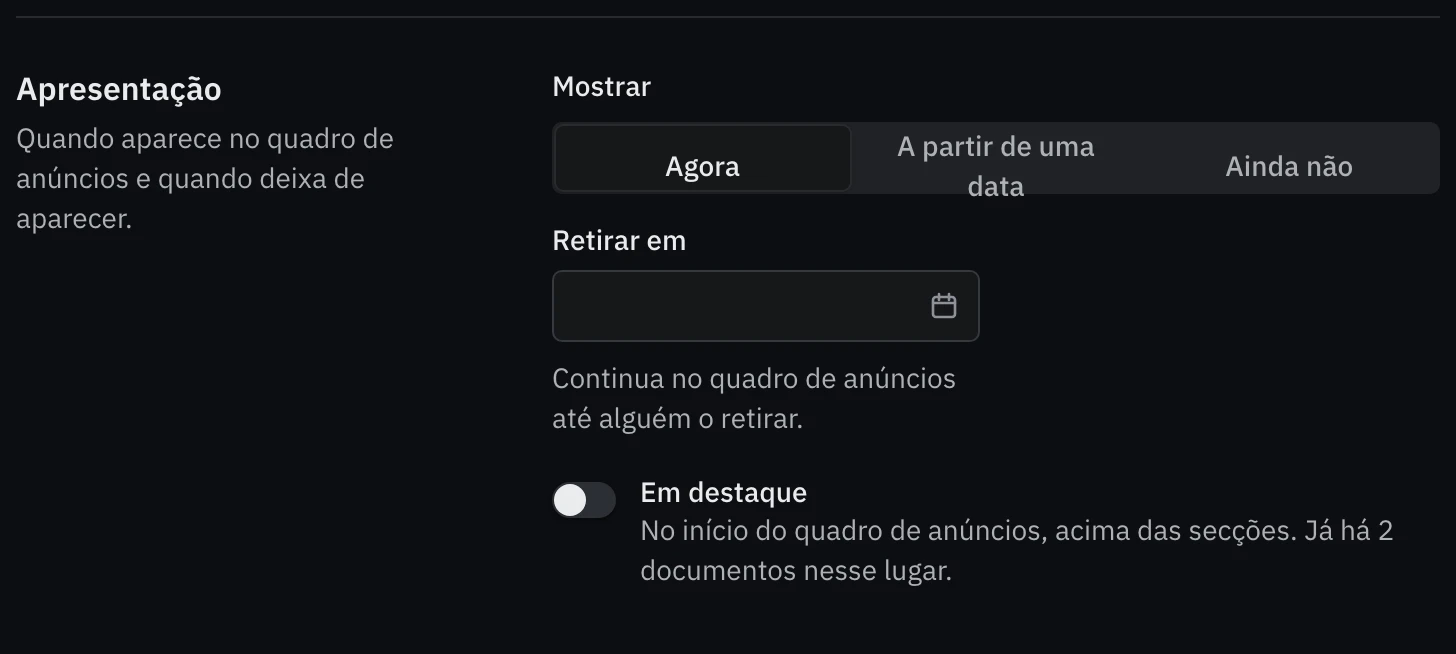 Apresentação
Quando aparece no quadro de
anúncios e quando deixa de
aparecer.
Mostrar
Agora
A partir de uma
data
Ainda não
Retirar em
Continua no quadro de anúncios
até alguém o retirar.
Em destaque
No início do quadro de anúncios, acima das secções. Já há 2
documentos nesse lugar.